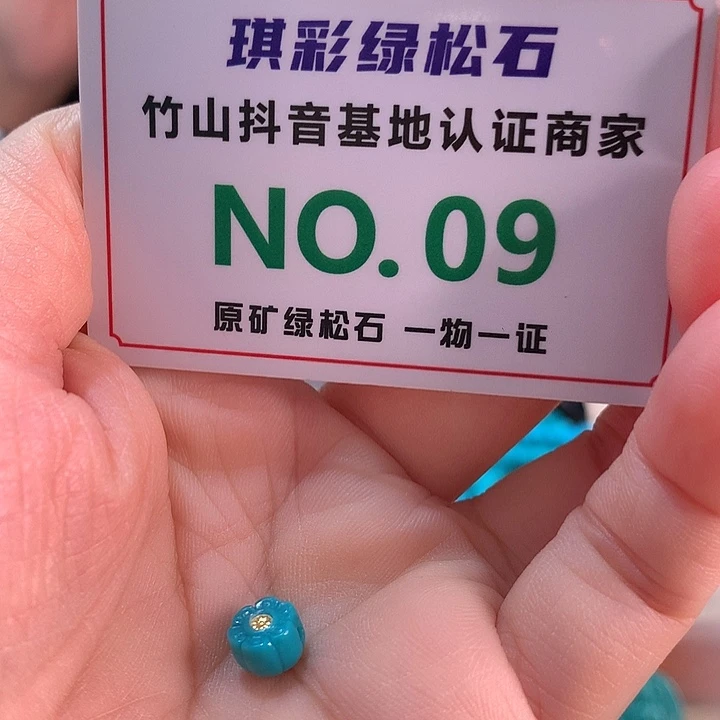 琪彩绿松石
竹山抖音基地认证商家
NO.09
原矿绿松石 一物一证